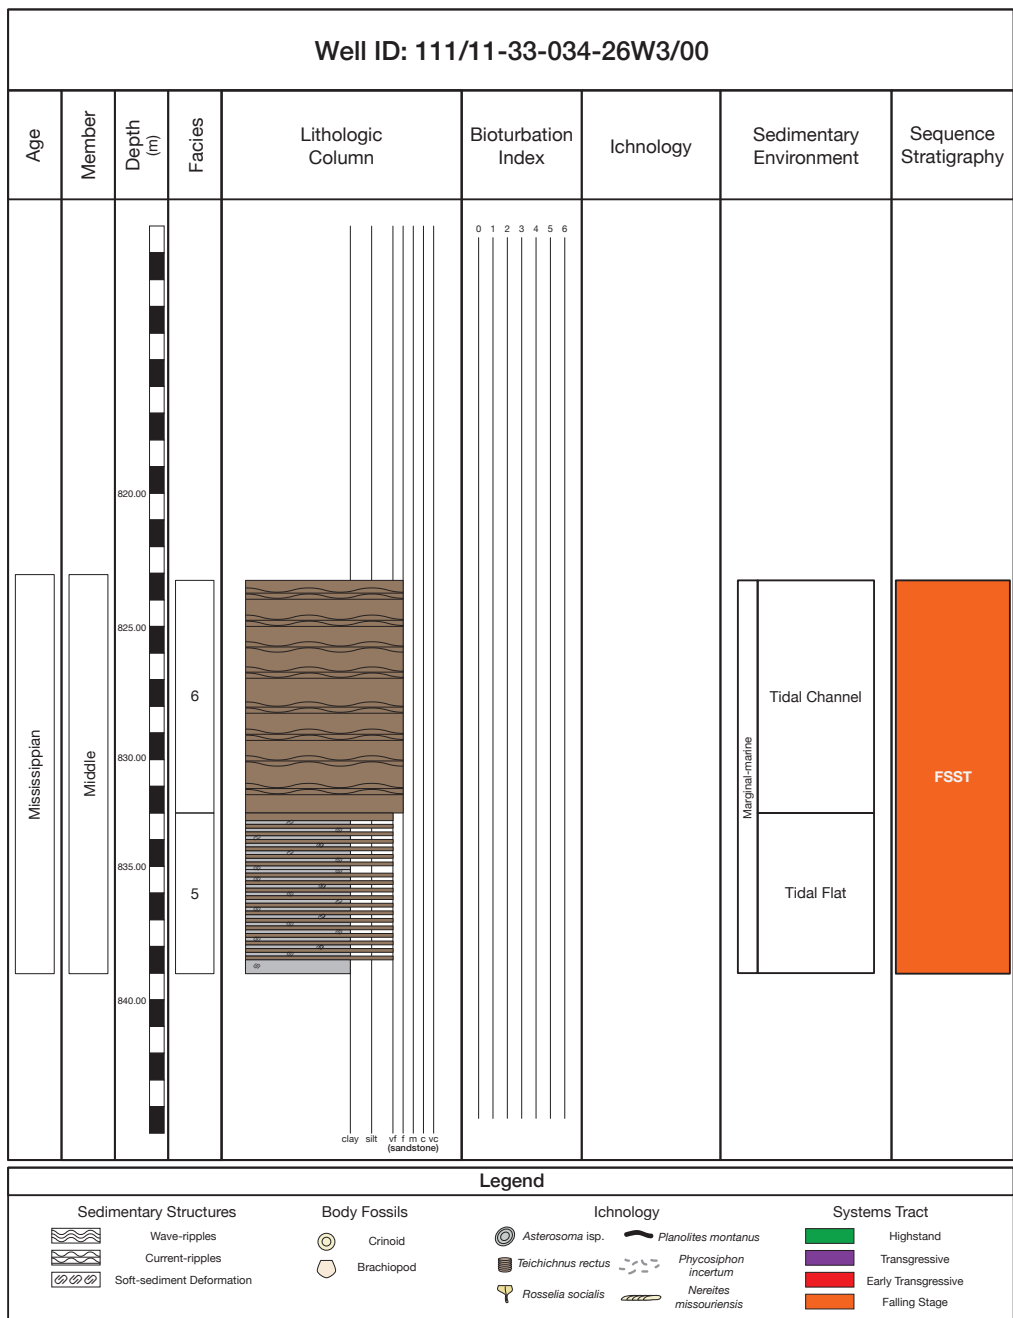 Well ID: 111/11-33-034-26W3/00
Age
Member
Depth
(m)
Facies
Lithologic
Column
Bioturbation
Index
Ichnology
Sedimentary
Environment
Sequence
Stratigraphy
0 1 2 3 4 5 6
820.00
825.00
830.00
835.00
840.00
Mississippian
Middle
6
5
Marginal-marine
Tidal Channel
Tidal Flat
FSST
clay silt vf f m c vc
(sandstone)
Legend
Sedimentary Structures
Wave-ripples
Current-ripples
Soft-sediment Deformation
Body Fossils
Crinoid
Brachiopod
Ichnology
Asterosoma isp.
Teichichnus rectus
Rosselia socialis
Planolites montanus
Phycosiphon
incertum
Nereites
missouriensis
Systems Tract
Highstand
Transgressive
Early Transgressive
Falling Stage